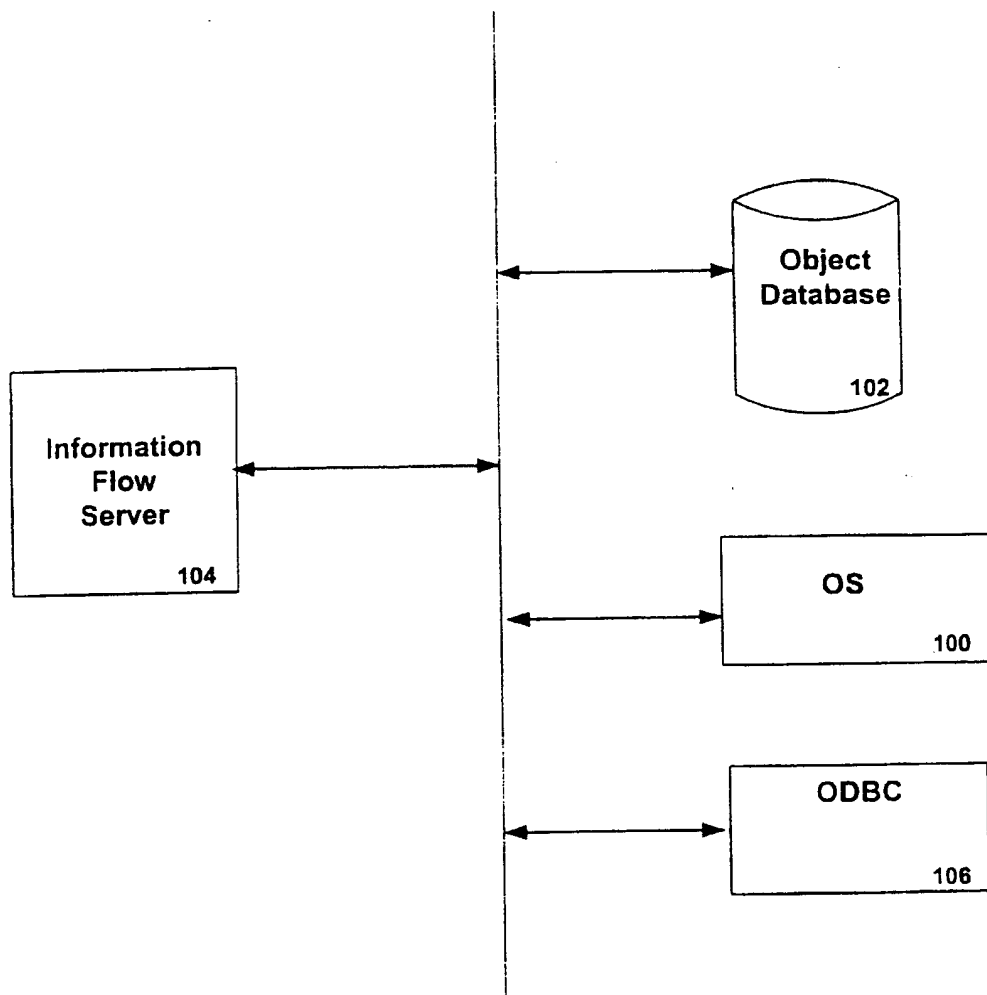 Object
Database
102
Information
Flow
Server
104
OS
100
ODBC
106